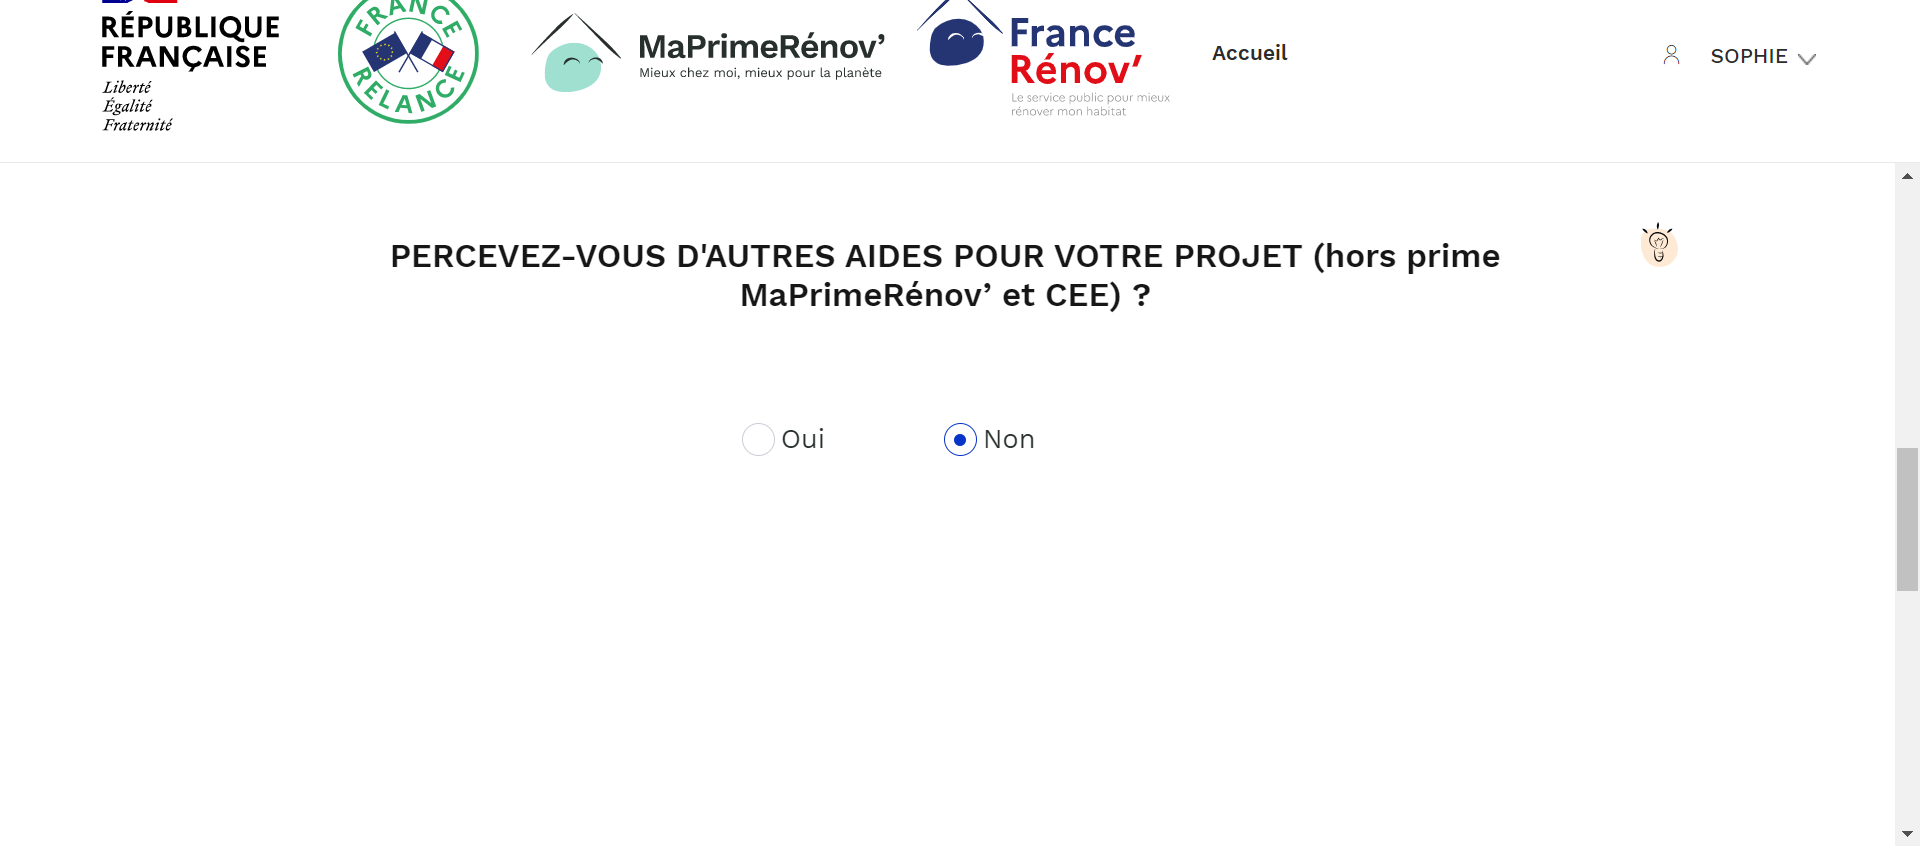 RÉPUBLIQUE
FRANÇAISE
Liberté
Égalité
Fraternité
FRANCE
RELANCE
MaPrimeRénov’
Mieux chez moi, mieux pour la planète
France
Rénov’
Le service public pour mieux
rénover mon habitat
Accueil
SOPHIE
PERCEVEZ-VOUS D'AUTRES AIDES POUR VOTRE PROJET (hors prime
MaPrimeRénov’ et CEE) ?
Oui
Non